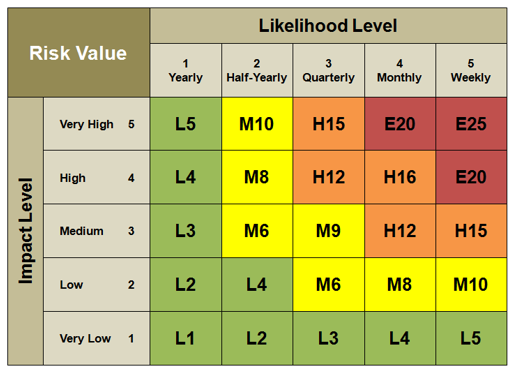 Risk Value
Likelihood Level
1 2 3 4 5
Yearly Half-Yearly Quarterly Monthly Weekly
Impact Level
Very High 5 L5 M10 H15 E20 E25
High 4 L4 M8 H12 H16 E20
Medium 3 L3 M6 M9 H12 H15
Low 2 L2 L4 M6 M8 M10
Very Low 1 L1 L2 L3 L4 L5